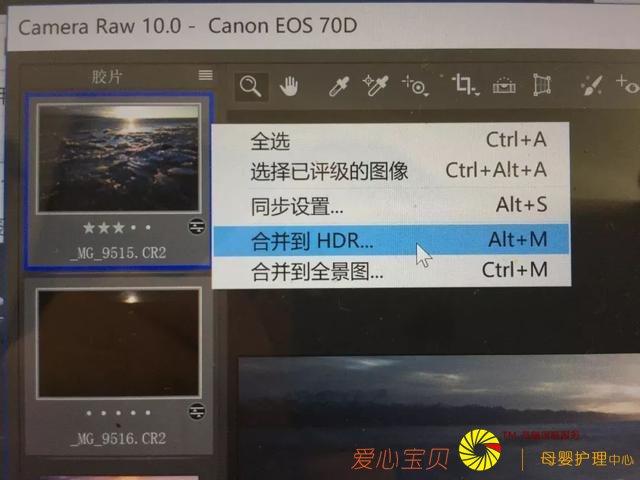 Camera Raw 10.0 - Canon EOS 70D
胶片
全选 Ctrl+A
选择已评级的图像 Ctrl+Alt+A
同步设置... Alt+S
合并到 HDR... Alt+M
合并到全景图... Ctrl+M
_MG_9515.CR2
_MG_9516.CR2
TM
爱心宝贝
母婴护理中心